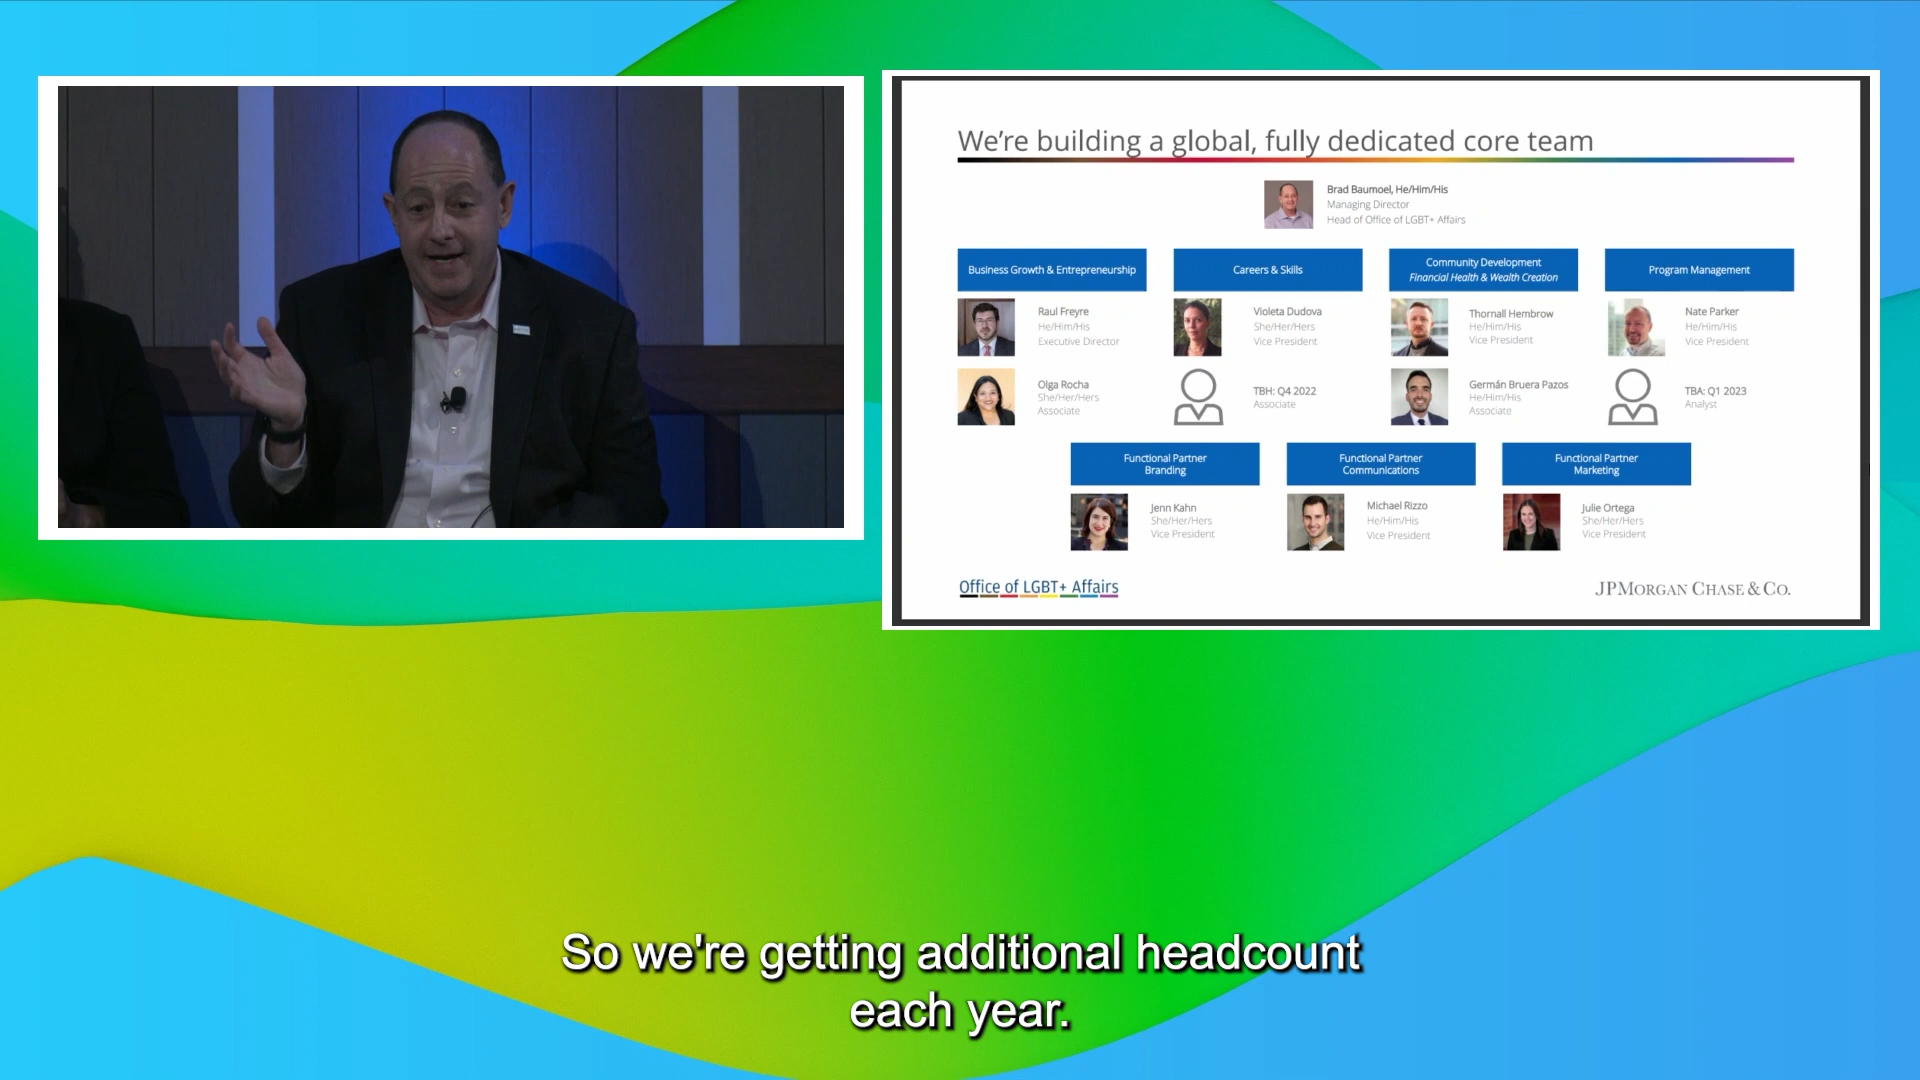 We're building a global, fully dedicated core team
Brad Baumoel, He/Him/His
Managing Director
Head of Office of LGBT+ Affairs
Business Growth & Entrepreneurship
Careers & Skills
Community Development
Financial Health & Wealth Creation
Program Management
Raul Freyre
He/Him/His
Executive Director
Violeta Dudova
She/Her/Hers
Vice President
Thornall Hembrow
He/Him/His
Vice President
Nate Parker
He/Him/His
Vice President
Olga Rocha
She/Her/Hers
Associate
TBH: Q4 2022
Associate
Germán Bruera Pazos
He/Him/His
Associate
TBA: Q1 2023
Analyst
Functional Partner
Branding
Functional Partner
Communications
Functional Partner
Marketing
Jenn Kahn
She/Her/Hers
Vice President
Michael Rizzo
He/Him/His
Vice President
Julie Ortega
She/Her/Hers
Vice President
Office of LGBT+ Affairs
JPMORGAN CHASE & CO.
So we're getting additional headcount
each year.